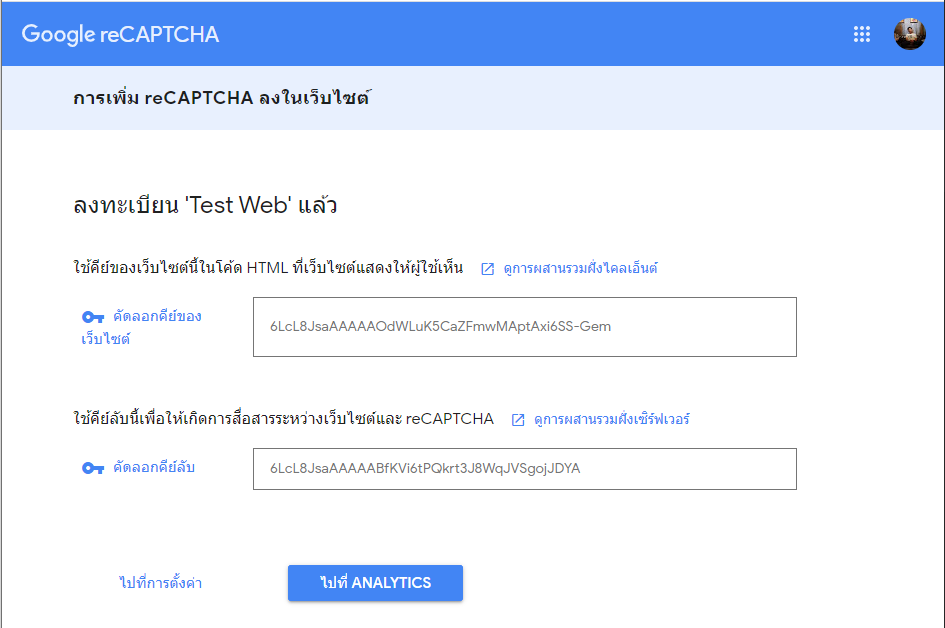 Google reCAPTCHA
การเพิ่ม reCAPTCHA ลงในเว็บไซต์
ลงทะเบียน 'Test Web' แล้ว
ใช้คีย์ของเว็บไซต์นี้ในโค้ด HTML ที่เว็บไซต์แสดงให้ผู้ใช้เห็น ดูการผสานรวมฝั่งไคลเอ็นต์
คัดลอกคีย์ของ
เว็บไซต์
6LcL8JsaAAAAAOdWLuK5CaZFmwMAptAxi6SS-Gem
ใช้คีย์ลับนี้เพื่อให้เกิดการสื่อสารระหว่างเว็บไซต์และ reCAPTCHA ดูการผสานรวมฝั่งเซิร์ฟเวอร์
คัดลอกคีย์ลับ
6LcL8JsaAAAAABfKVi6tPQkrt3J8WqJVSgojJDYA
ไปที่การตั้งค่า
ไปที่ ANALYTICS